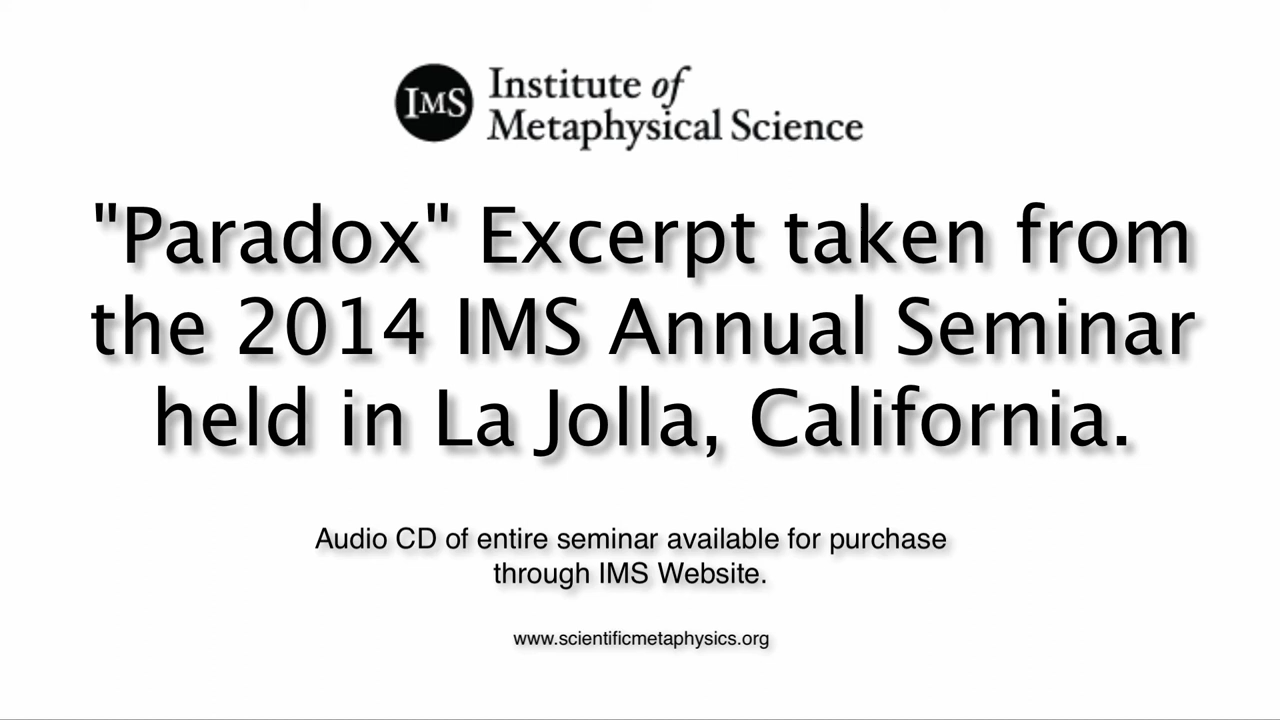 IMS
Institute of
Metaphysical Science
"Paradox" Excerpt taken from
the 2014 IMS Annual Seminar
held in La Jolla, California.
Audio CD of entire seminar available for purchase
through IMS Website.
www.scientificmetaphysics.org